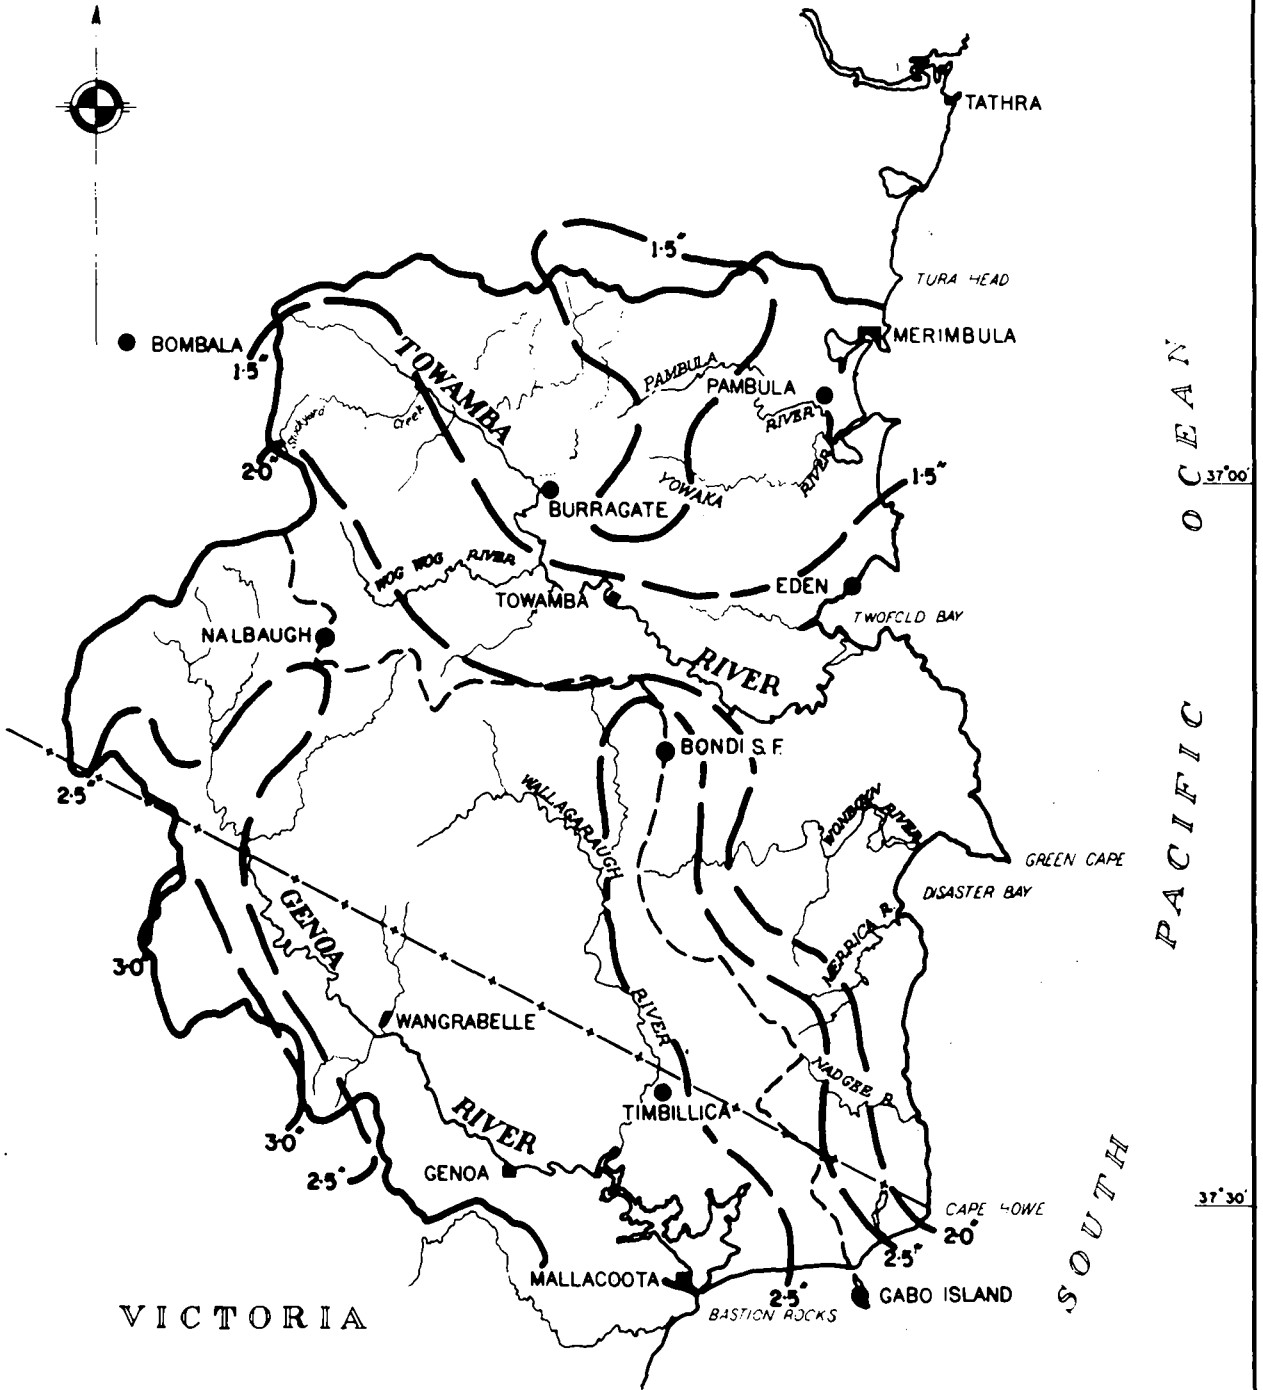 TATHRA
1·5"
TURA HEAD
BOMBALA
MERIMBULA
1·5"
TOWAMBA
PAMBULA
PAMBULA
RIVER
Creek
2·0"
RIVER
YOWAKA
1·5"
37°00'
BURRAGATE
WOG WOG RIVER
EDEN
TOWAMBA
TWOFOLD BAY
NALBAUGH
RIVER
BONDI S.F.
2·5"
WALLAGARAUGH
WONBOYN RIVER
GREEN CAPE
DISASTER BAY
GENOA
MERRICA R.
3·0"
RIVER
WANGRABELLE
NADGEE R.
TIMBILLICA
RIVER
3·0"
GENOA
2·5"
37°30'
CAPE HOWE
2·0"
2·5"
MALLACOOTA
2·5"
GABO ISLAND
BASTION ROCKS
VICTORIA
SOUTH PACIFIC OCEAN